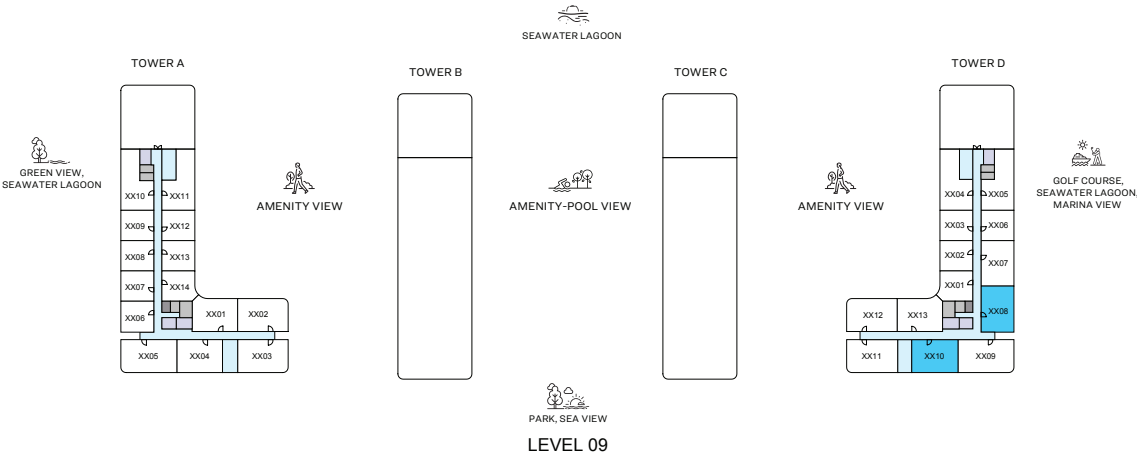 SEAWATER LAGOON
TOWER A
TOWER B
TOWER C
TOWER D
GREEN VIEW,
SEAWATER LAGOON
AMENITY VIEW
AMENITY-POOL VIEW
AMENITY VIEW
GOLF COURSE,
SEAWATER LAGOON,
MARINA VIEW
XX10
XX11
XX09
XX12
XX08
XX13
XX07
XX14
XX06
XX01
XX02
XX05
XX04
XX03
XX04
XX05
XX03
XX06
XX02
XX07
XX01
XX08
XX12
XX13
XX11
XX10
XX09
PARK, SEA VIEW
LEVEL 09